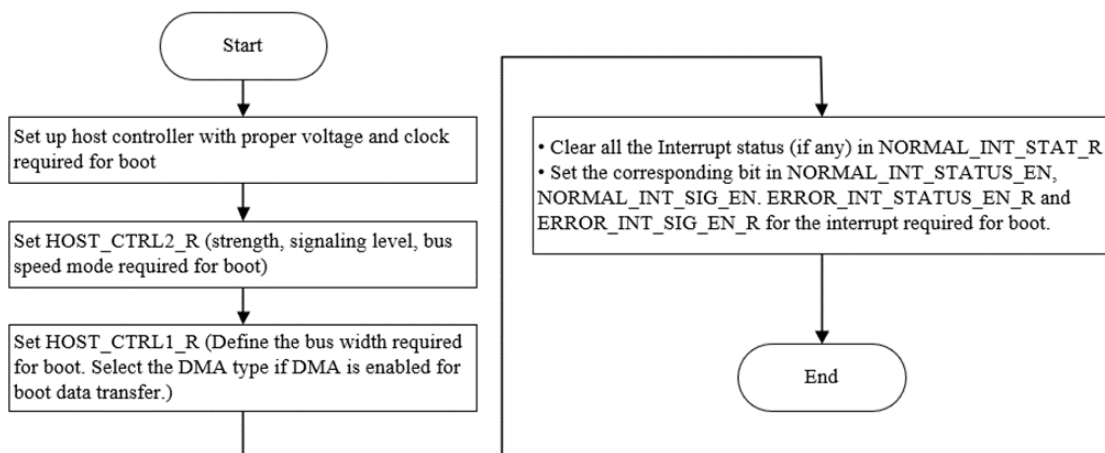 Start
Set up host controller with proper voltage and clock
required for boot
Set HOST_CTRL2_R (strength, signaling level, bus
speed mode required for boot)
Set HOST_CTRL1_R (Define the bus width required
for boot. Select the DMA type if DMA is enabled for
boot data transfer.)
• Clear all the Interrupt status (if any) in NORMAL_INT_STAT_R
• Set the corresponding bit in NORMAL_INT_STATUS_EN,
NORMAL_INT_SIG_EN. ERROR_INT_STATUS_EN_R and
ERROR_INT_SIG_EN_R for the interrupt required for boot.
End